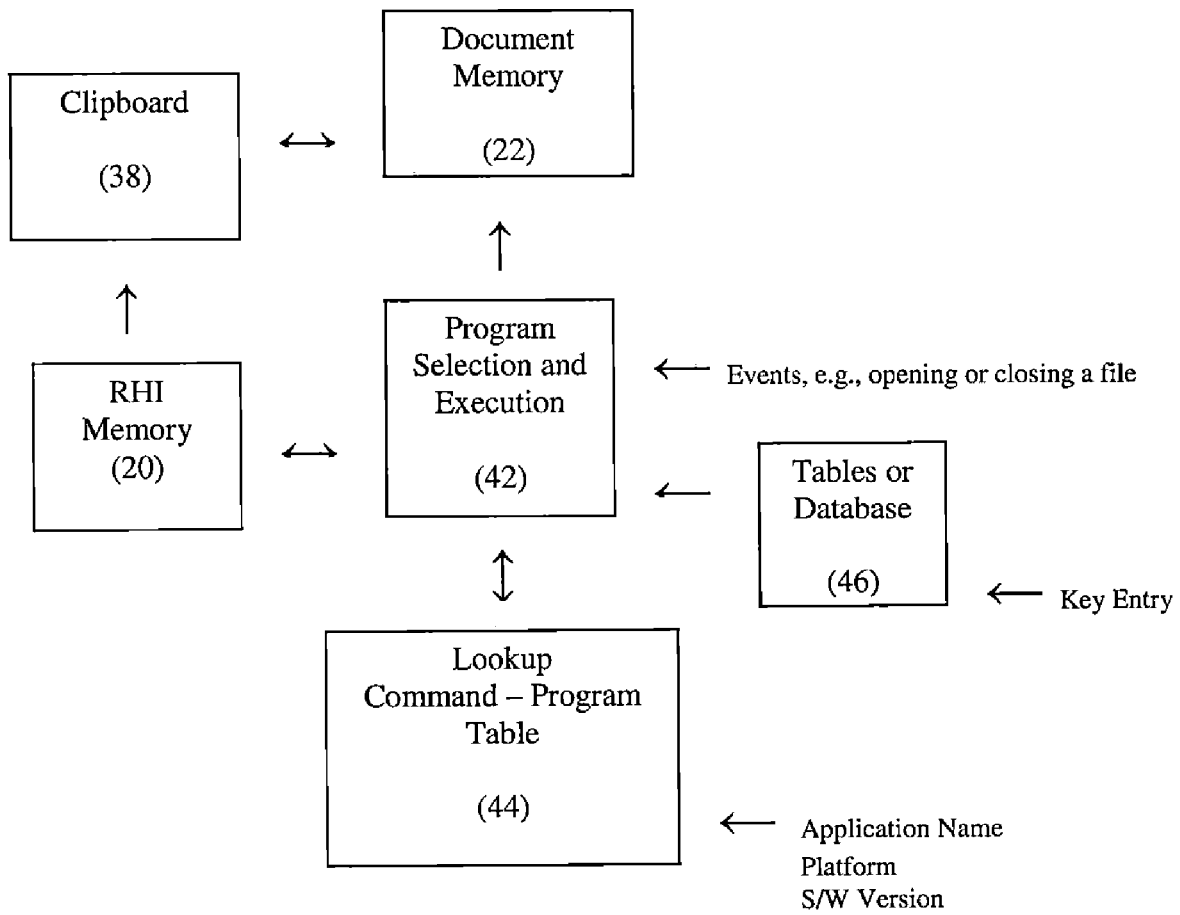 Document
Memory
(22)
Clipboard
(38)
Program
Selection and
Execution
(42)
Events, e.g., opening or closing a file
RHI
Memory
(20)
Tables or
Database
(46)
Key Entry
Lookup
Command – Program
Table
(44)
Application Name
Platform
S/W Version